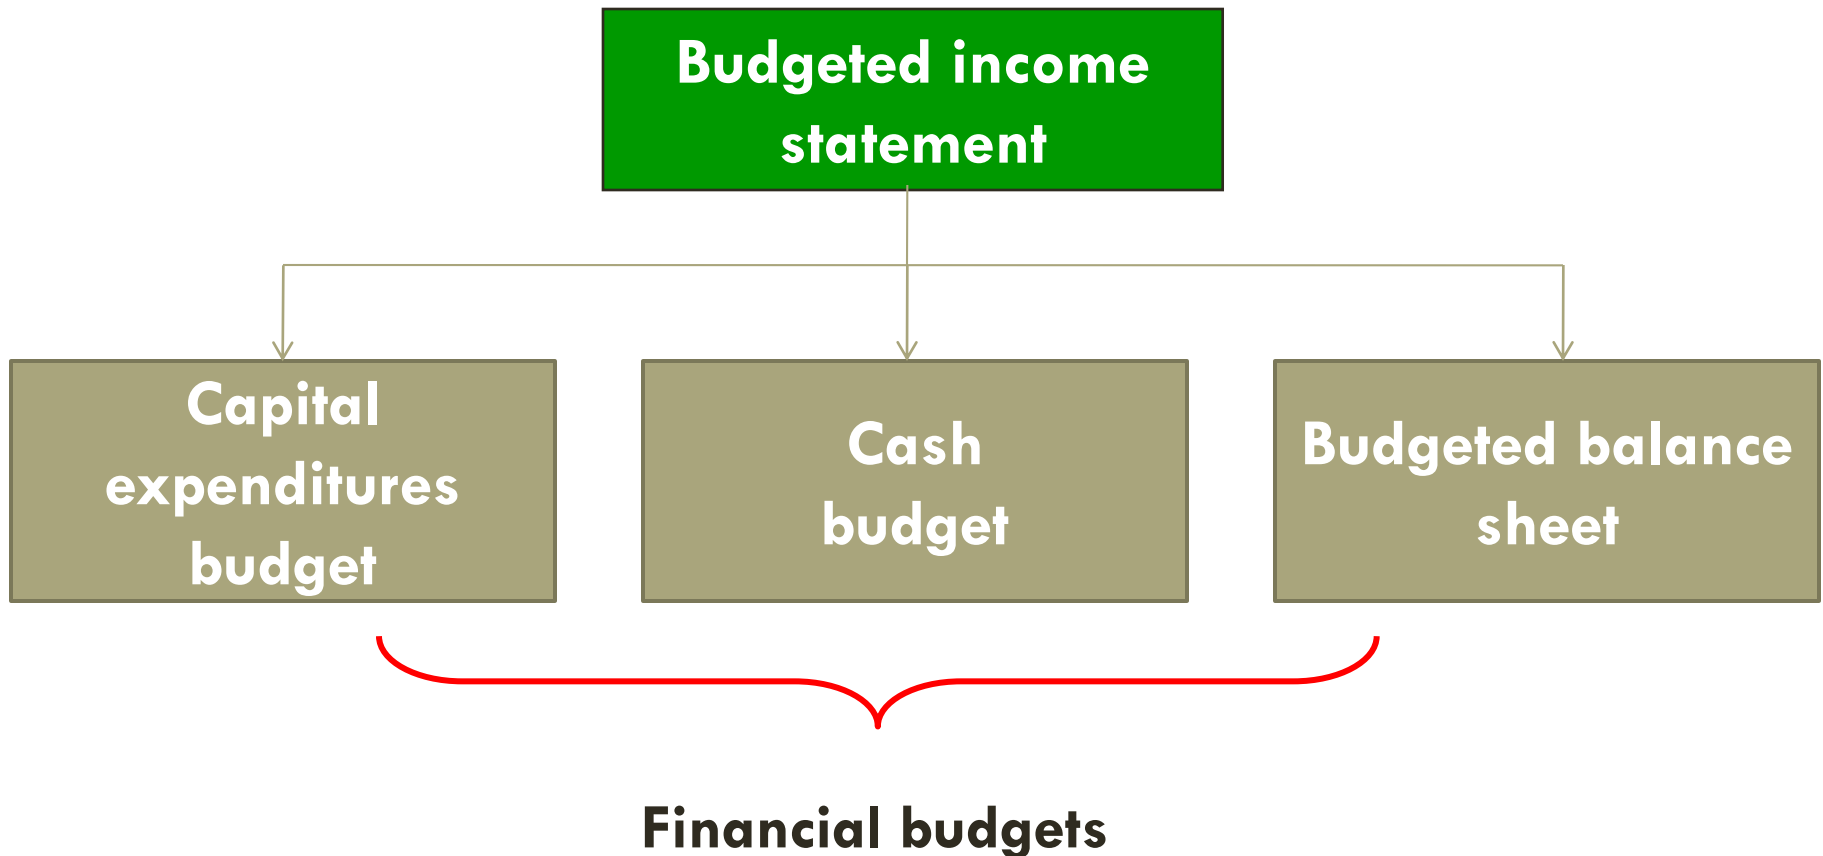 Budgeted income
statement
Capital
expenditures
budget
Cash
budget
Budgeted balance
sheet
Financial budgets